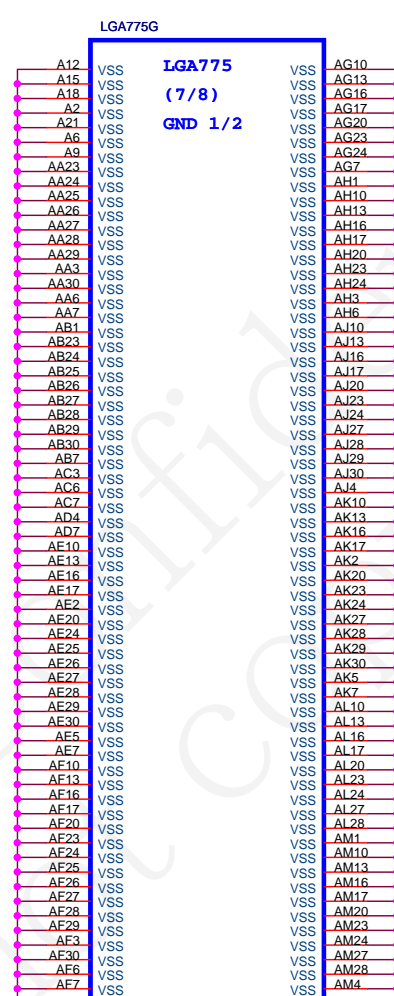 LGA775G
A12 VSS LGA775 VSS AG10
A15 VSS VSS AG13
A18 VSS (7/8) VSS AG16
A2 VSS VSS AG17
A21 VSS GND 1/2 VSS AG20
A6 VSS VSS AG23
A9 VSS VSS AG24
AA23 VSS VSS AG7
AA24 VSS VSS AH1
AA25 VSS VSS AH10
AA26 VSS VSS AH13
AA27 VSS VSS AH16
AA28 VSS VSS AH17
AA29 VSS VSS AH20
AA3 VSS VSS AH23
AA30 VSS VSS AH24
AA6 VSS VSS AH3
AA7 VSS VSS AH6
AB1 VSS VSS AJ10
AB23 VSS VSS AJ13
AB24 VSS VSS AJ16
AB25 VSS VSS AJ17
AB26 VSS VSS AJ20
AB27 VSS VSS AJ23
AB28 VSS VSS AJ24
AB29 VSS VSS AJ27
AB30 VSS VSS AJ28
AB7 VSS VSS AJ29
AC3 VSS VSS AJ30
AC6 VSS VSS AJ4
AC7 VSS VSS AK10
AD4 VSS VSS AK13
AD7 VSS VSS AK16
AE10 VSS VSS AK17
AE13 VSS VSS AK2
AE16 VSS VSS AK20
AE17 VSS VSS AK23
AE2 VSS VSS AK24
AE20 VSS VSS AK27
AE24 VSS VSS AK28
AE25 VSS VSS AK29
AE26 VSS VSS AK30
AE27 VSS VSS AK5
AE28 VSS VSS AK7
AE29 VSS VSS AL10
AE30 VSS VSS AL13
AE5 VSS VSS AL16
AE7 VSS VSS AL17
AF10 VSS VSS AL20
AF13 VSS VSS AL23
AF16 VSS VSS AL24
AF17 VSS VSS AL27
AF20 VSS VSS AL28
AF23 VSS VSS AM1
AF24 VSS VSS AM10
AF25 VSS VSS AM13
AF26 VSS VSS AM16
AF27 VSS VSS AM17
AF28 VSS VSS AM20
AF29 VSS VSS AM23
AF3 VSS VSS AM24
AF30 VSS VSS AM27
AF6 VSS VSS AM28
AF7 VSS VSS AM4